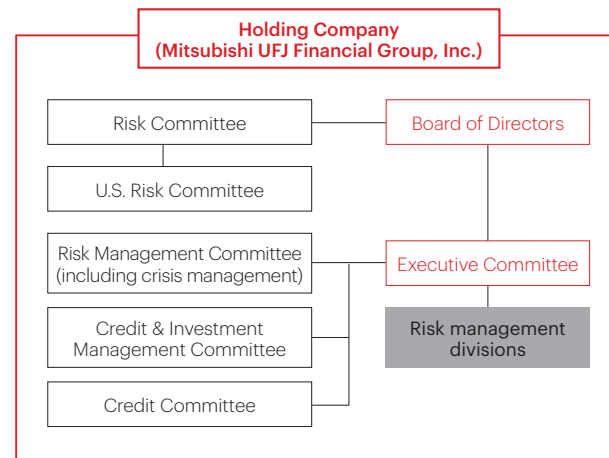 Holding Company
(Mitsubishi UFJ Financial Group, Inc.)
Risk Committee
Board of Directors
U.S. Risk Committee
Risk Management Committee
(including crisis management)
Executive Committee
Credit & Investment
Management Committee
Risk management
divisions
Credit Committee